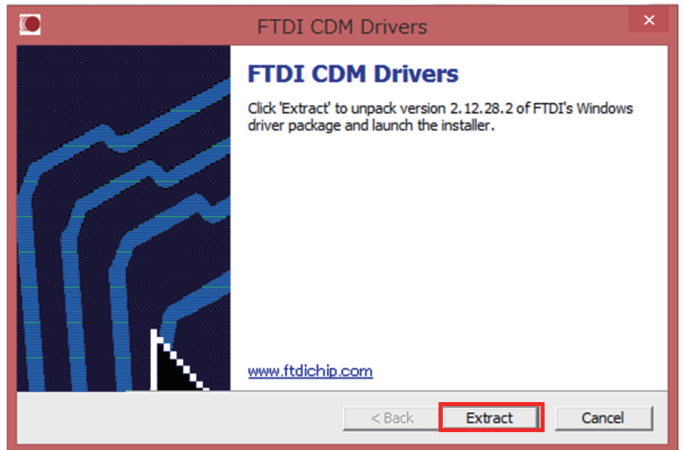 FTDI CDM Drivers
FTDI CDM Drivers
Click 'Extract' to unpack version 2.12.28.2 of FTDI's Windows
driver package and launch the installer.
www.ftdichip.com
< Back Extract Cancel